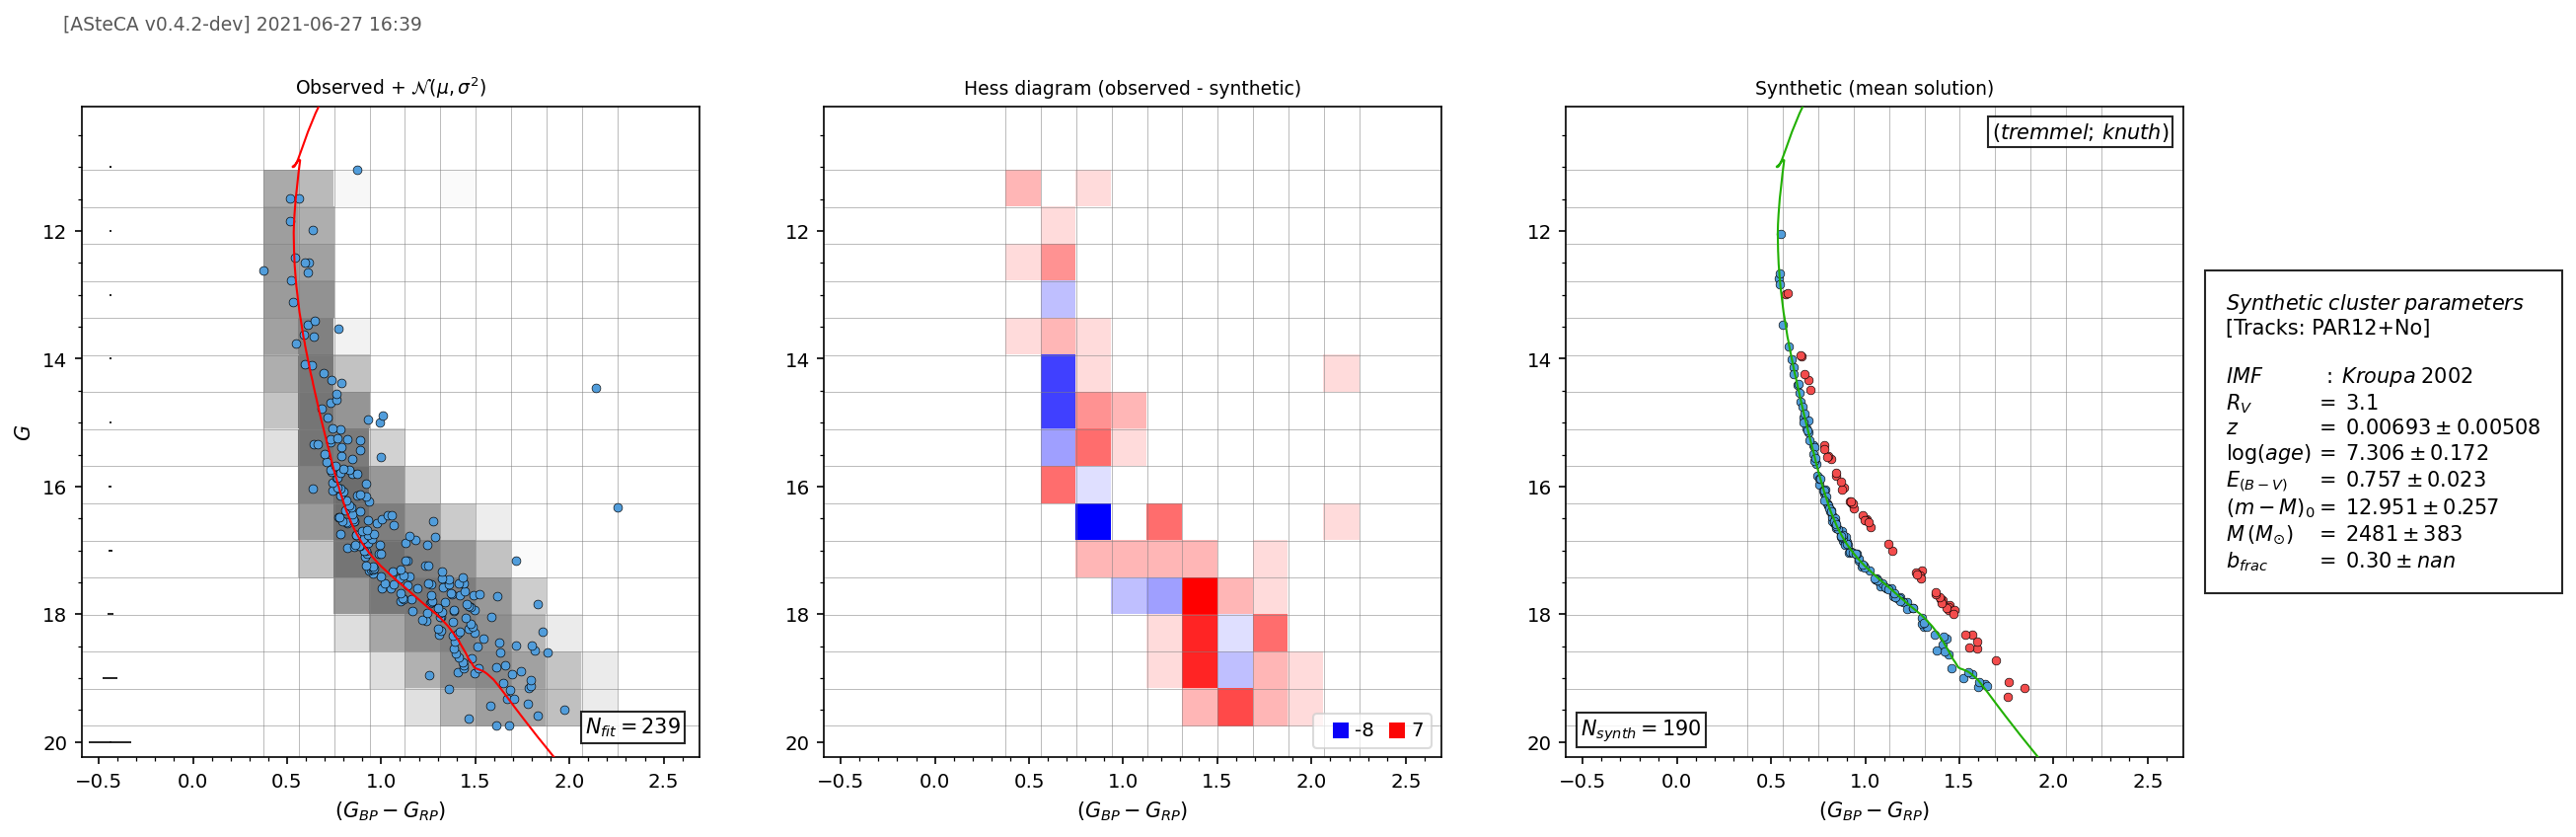 [ASteCA v0.4.2-dev] 2021-06-27 16:39
Observed + 𝒩(μ, σ²)
G
12
14
16
18
20
N_fit = 239
−0.5 0.0 0.5 1.0 1.5 2.0 2.5
(G_BP − G_RP)
Hess diagram (observed - synthetic)
12
14
16
18
20
-8 7
−0.5 0.0 0.5 1.0 1.5 2.0 2.5
(G_BP − G_RP)
Synthetic (mean solution)
(tremmel; knuth)
12
14
16
18
20
N_synth = 190
−0.5 0.0 0.5 1.0 1.5 2.0 2.5
(G_BP − G_RP)
Synthetic cluster parameters
[Tracks: PAR12+No]
IMF : Kroupa 2002
R_V = 3.1
z = 0.00693 ± 0.00508
log(age) = 7.306 ± 0.172
E_(B−V) = 0.757 ± 0.023
(m − M)₀ = 12.951 ± 0.257
M (M_⊙) = 2481 ± 383
b_frac = 0.30 ± nan